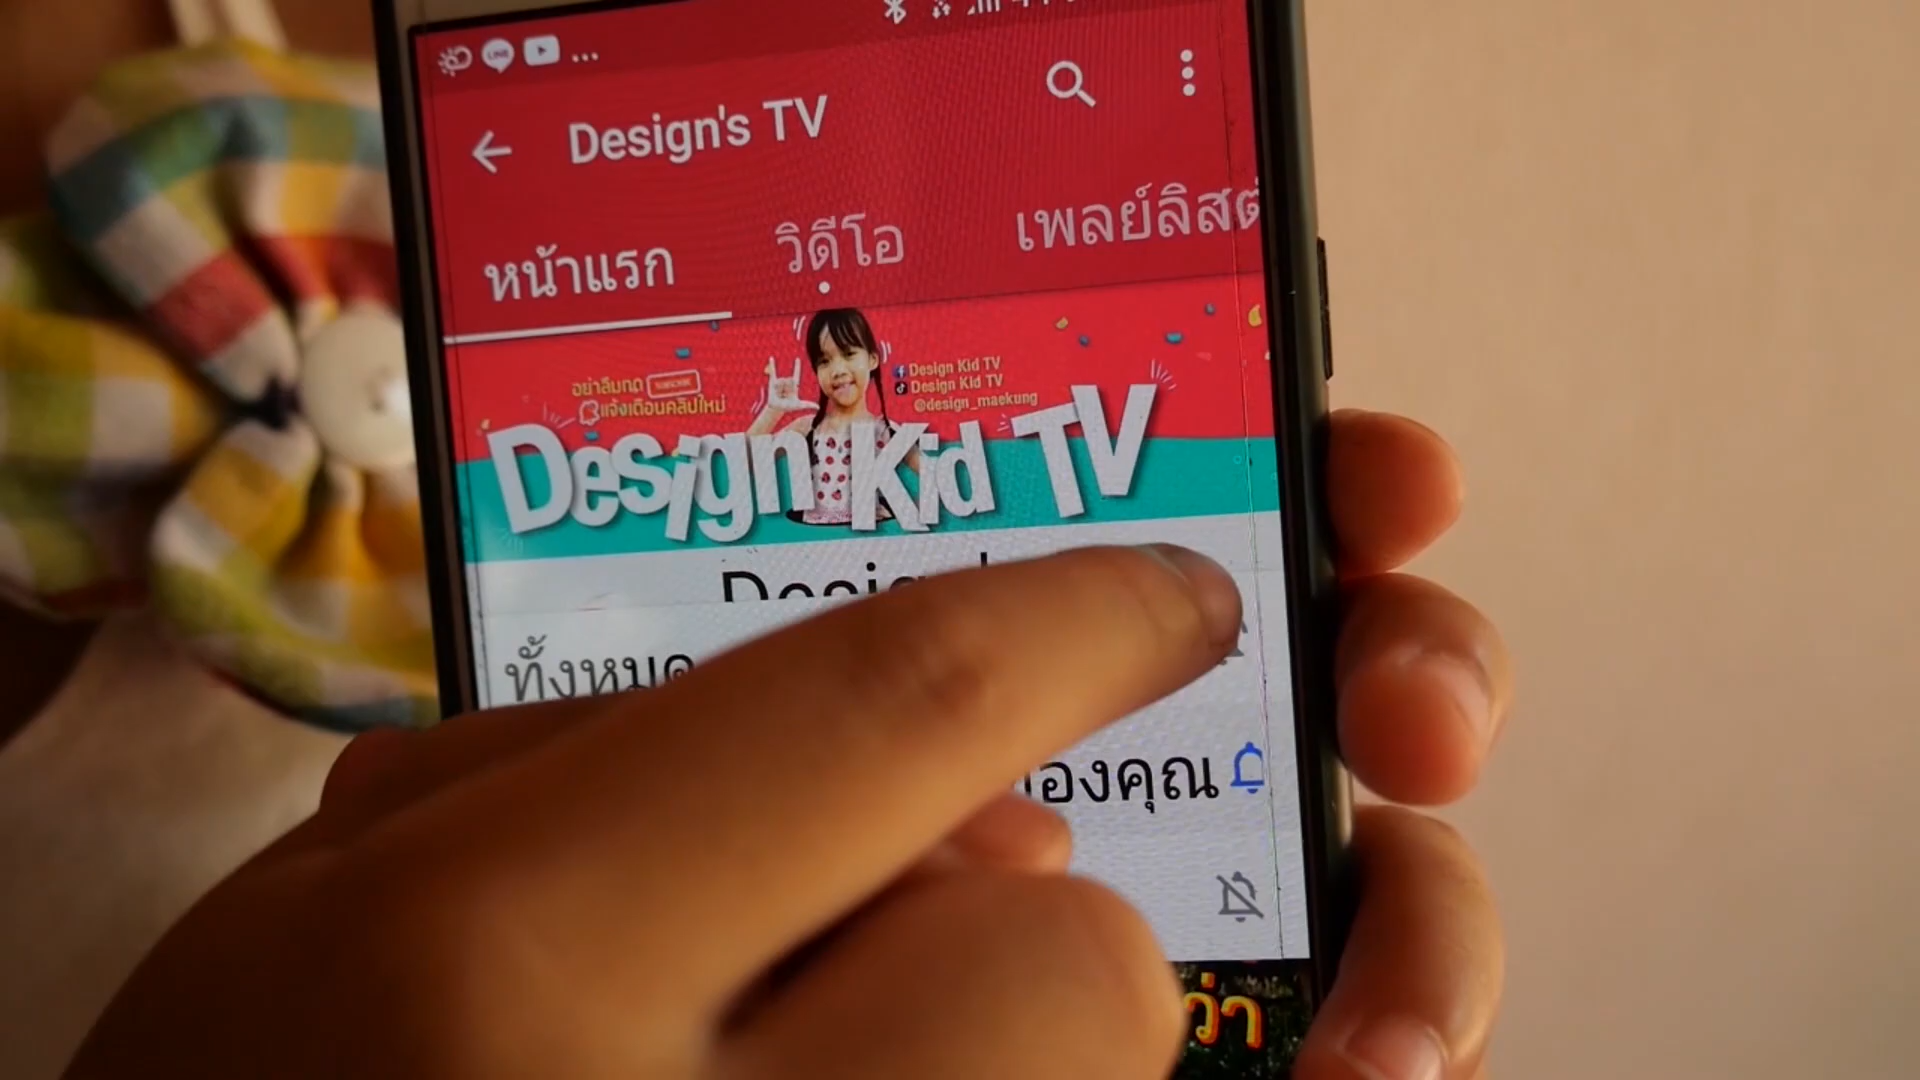 LINE
Design's TV
หน้าแรก
วิดีโอ
เพลย์ลิสต์
อย่าลืมกด SUBSCRIBE
แจ้งเตือนคลิปใหม่
Design Kid TV
Design Kid TV
@design_maekung
Design Kid TV
ทั้งหมด
ของคุณ
ว่า